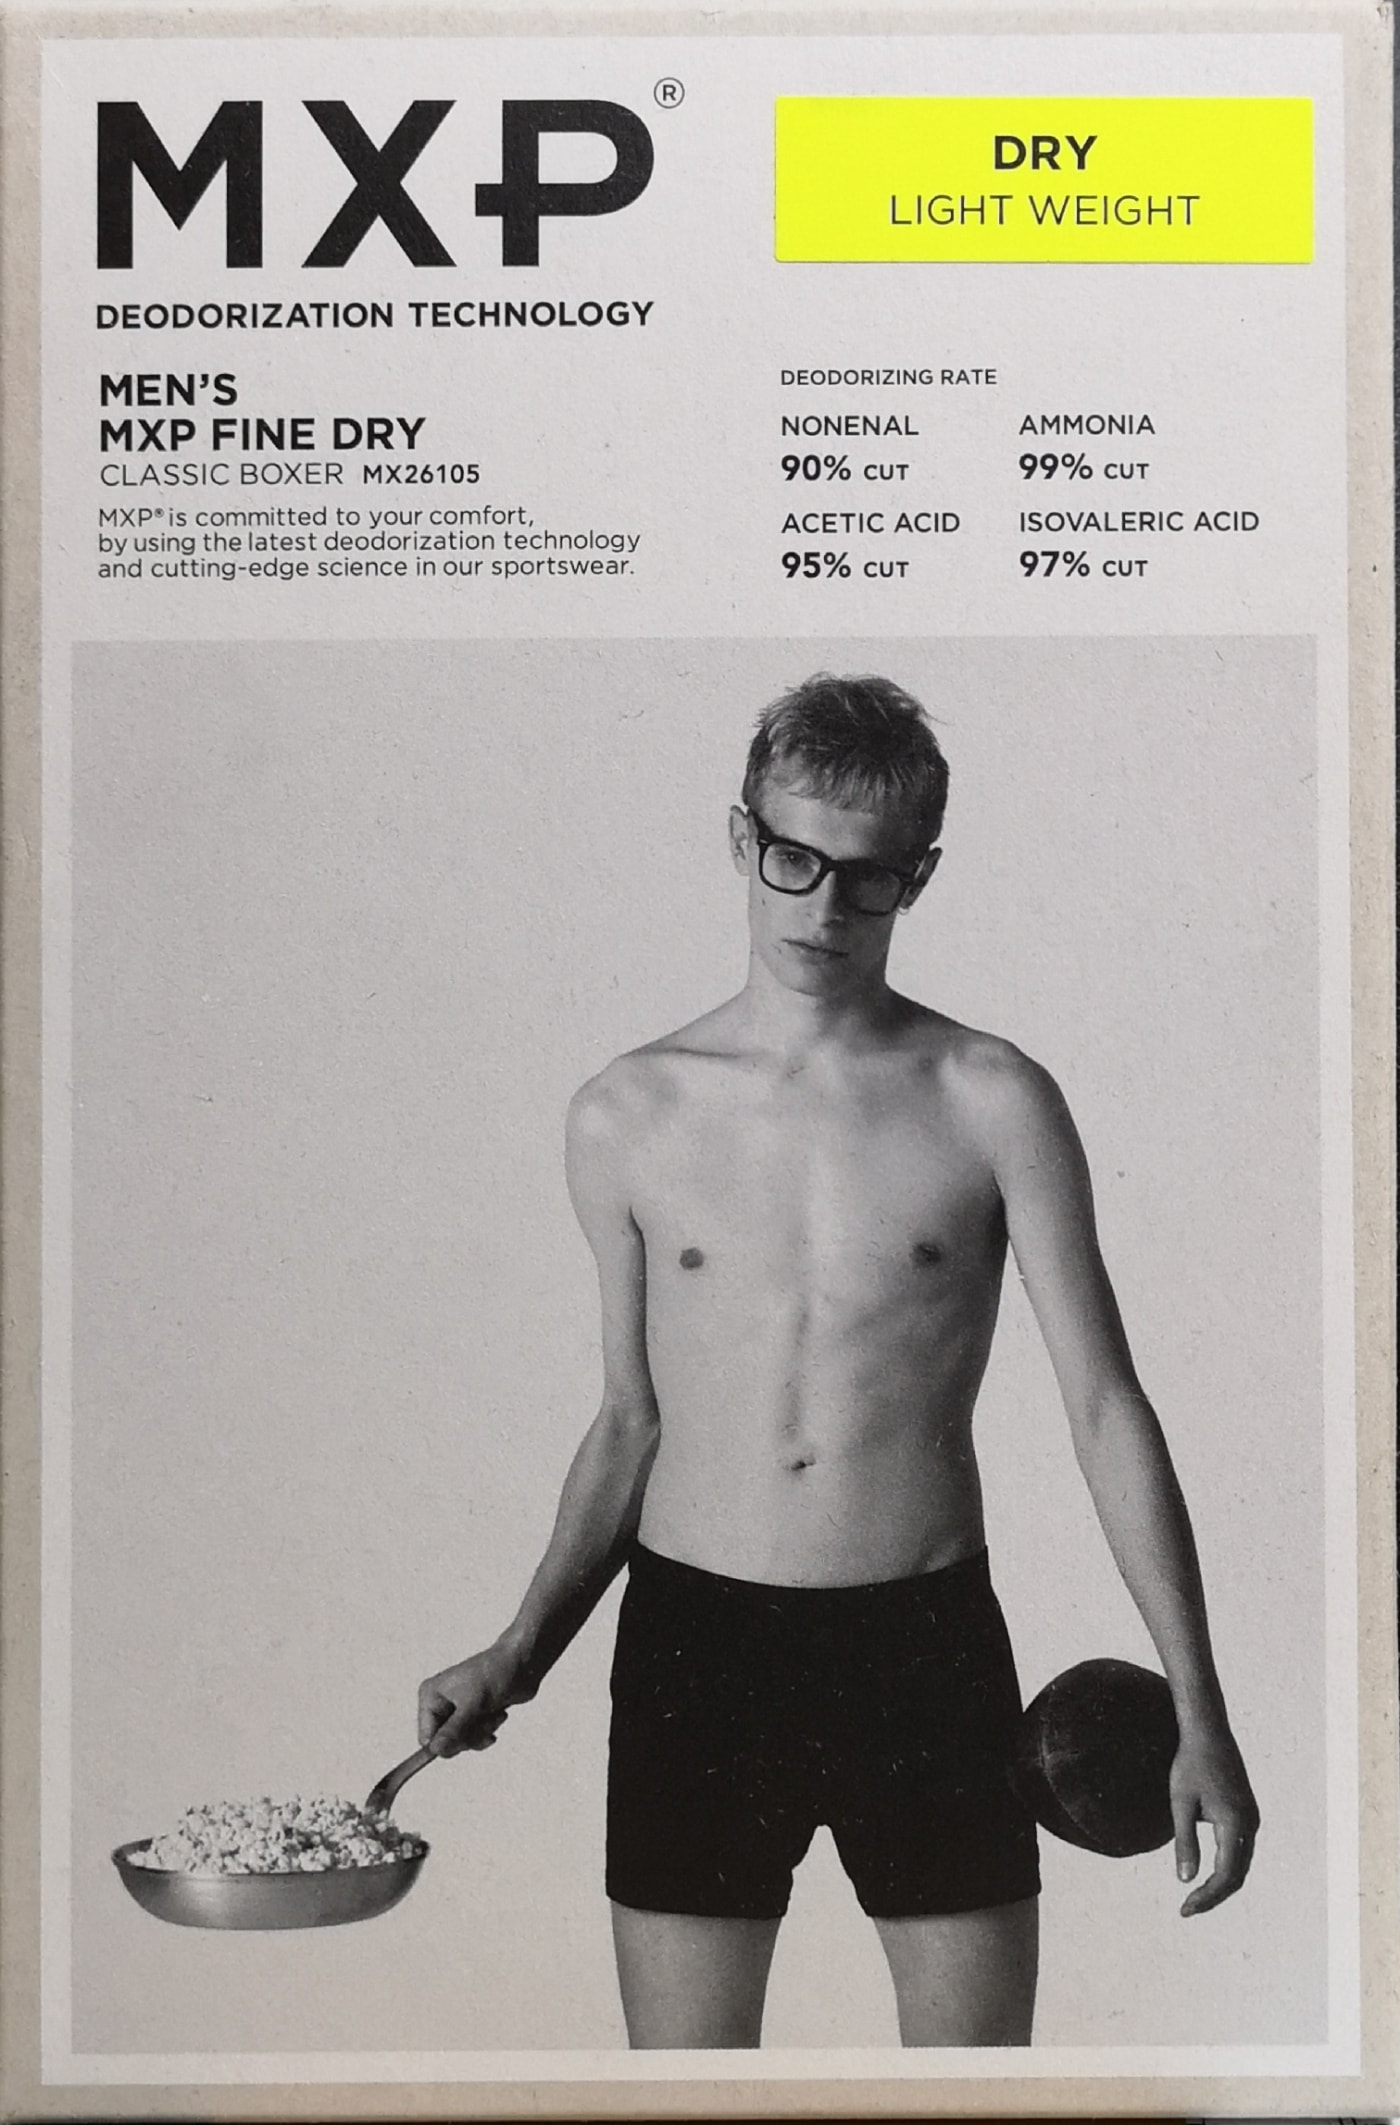 MXP®
DEODORIZATION TECHNOLOGY
MEN'S
MXP FINE DRY
CLASSIC BOXER MX26105
MXP® is committed to your comfort,
by using the latest deodorization technology
and cutting-edge science in our sportswear.
DRY
LIGHT WEIGHT
DEODORIZING RATE
NONENAL AMMONIA
90% CUT 99% CUT
ACETIC ACID ISOVALERIC ACID
95% CUT 97% CUT